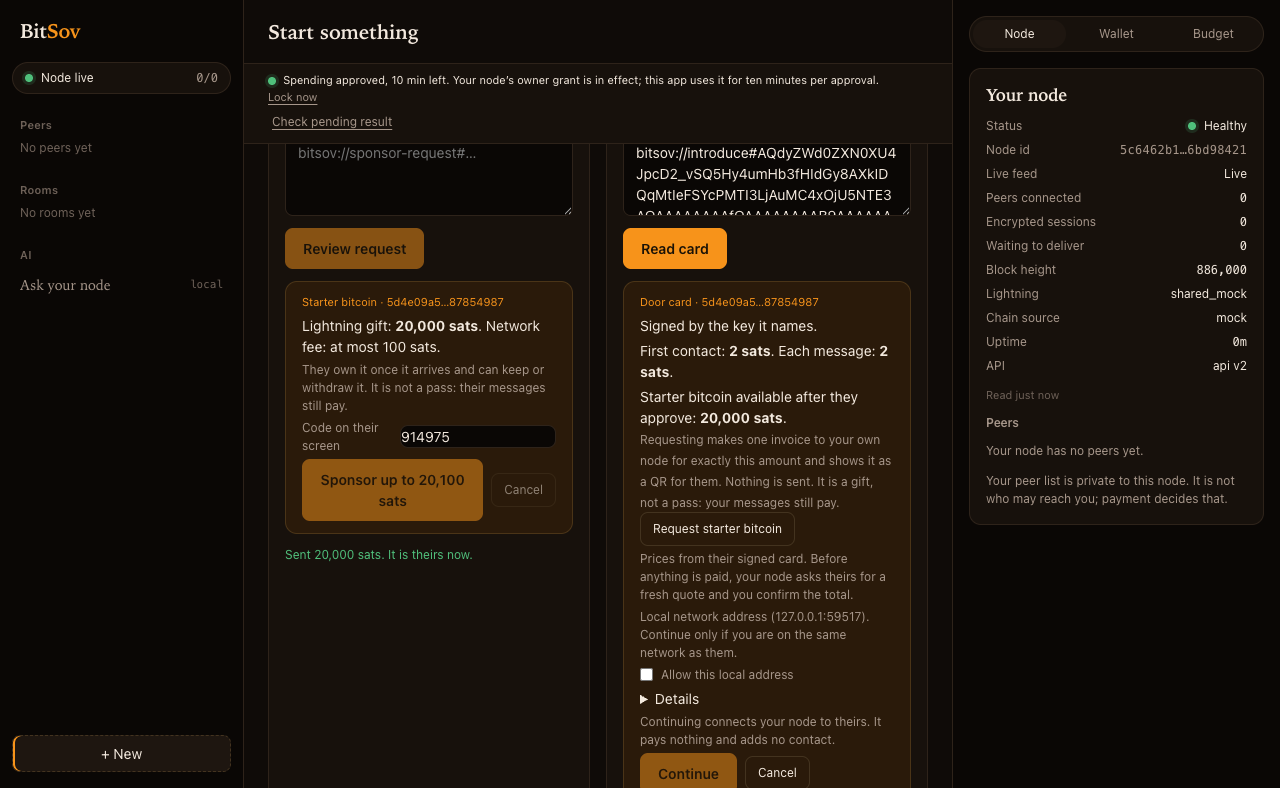 BitSov
Node live 0/0
Peers
No peers yet
Rooms
No rooms yet
AI
Ask your node local
+ New
Start something
Spending approved, 10 min left. Your node's owner grant is in effect; this app uses it for ten minutes per approval.
Lock now
Check pending result
bitsov://sponsor-request#...
Review request
Starter bitcoin · 5d4e09a5…87854987
Lightning gift: 20,000 sats. Network
fee: at most 100 sats.
They own it once it arrives and can keep or
withdraw it. It is not a pass: their messages
still pay.
Code on their
screen
914975
Sponsor up to 20,100
sats
Cancel
Sent 20,000 sats. It is theirs now.
bitsov://introduce#AQdyZWd0ZXN0XU4
JpcD2_vSQ5Hy4umHb3fHIdGy8AXkID
QqMtIeFSYcPMTI3LjAuMC4xOjU5NTE3
Read card
Door card · 5d4e09a5…87854987
Signed by the key it names.
First contact: 2 sats. Each message: 2
sats.
Starter bitcoin available after they
approve: 20,000 sats.
Requesting makes one invoice to your own
node for exactly this amount and shows it as
a QR for them. Nothing is sent. It is a gift,
not a pass: your messages still pay.
Request starter bitcoin
Prices from their signed card. Before
anything is paid, your node asks theirs for a
fresh quote and you confirm the total.
Local network address (127.0.0.1:59517).
Continue only if you are on the same
network as them.
Allow this local address
Details
Continuing connects your node to theirs. It
pays nothing and adds no contact.
Continue
Cancel
Node Wallet Budget
Your node
Status Healthy
Node id 5c6462b1…6bd98421
Live feed Live
Peers connected 0
Encrypted sessions 0
Waiting to deliver 0
Block height 886,000
Lightning shared_mock
Chain source mock
Uptime 0m
API api v2
Read just now
Peers
Your node has no peers yet.
Your peer list is private to this node. It is not
who may reach you; payment decides that.